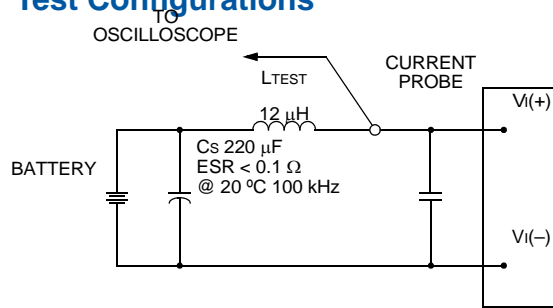 Test Configurations
TO
OSCILLOSCOPE
CURRENT
PROBE
LTEST
VI(+)
12 μH
CS 220 μF
ESR < 0.1 Ω
@ 20 ºC 100 kHz
BATTERY
VI(–)